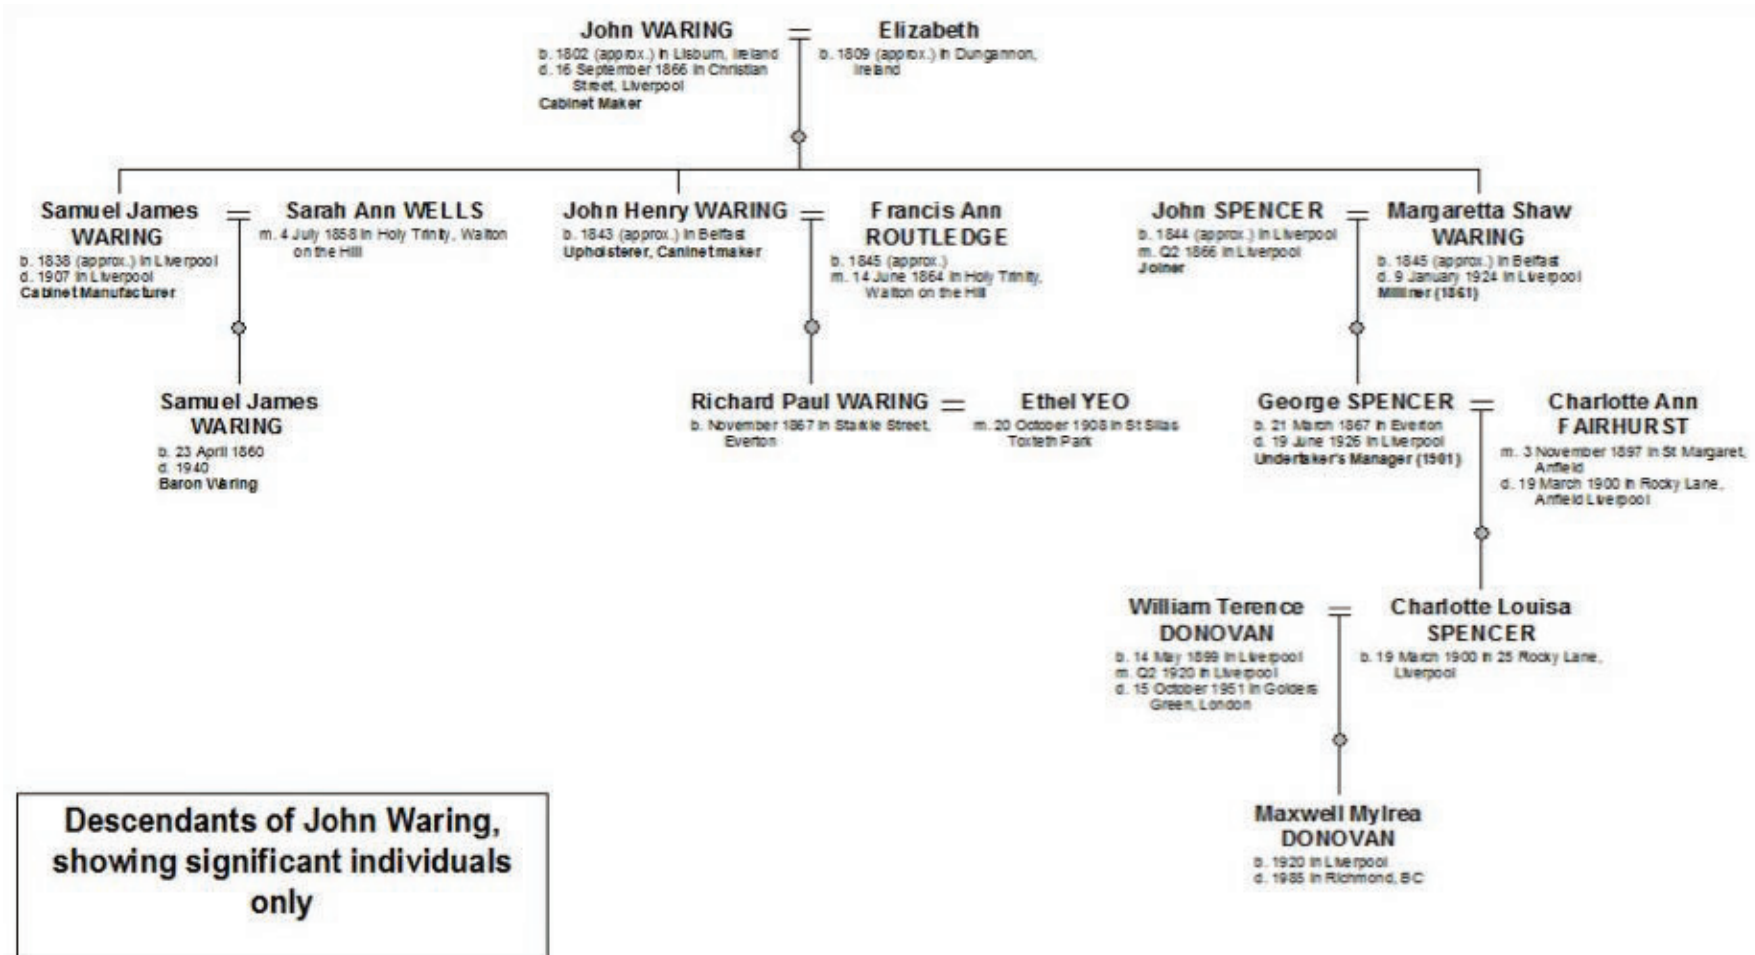 John WARING
b. 1802 (approx.) in Lisburn, Ireland
d. 16 September 1866 in Christian
Street, Liverpool
Cabinet Maker
Elizabeth
b. 1809 (approx.) in Dungannon,
Ireland
Samuel James
WARING
b. 1838 (approx.) in Liverpool
d. 1907 in Liverpool
Cabinet Manufacturer
Sarah Ann WELLS
m. 4 July 1858 in Holy Trinity, Walton
on the Hill
John Henry WARING
b. 1843 (approx.) in Belfast
Upholsterer, Caninetmaker
Francis Ann
ROUTLEDGE
b. 1845 (approx.)
m. 14 June 1864 in Holy Trinity,
Walton on the Hill
John SPENCER
b. 1844 (approx.) in Liverpool
m. Q2 1866 in Liverpool
Joiner
Margaretta Shaw
WARING
b. 1845 (approx.) in Belfast
d. 9 January 1924 in Liverpool
Milliner (1861)
Samuel James
WARING
b. 23 April 1860
d. 1940
Baron Waring
Richard Paul WARING
b. November 1867 in Starkie Street,
Everton
Ethel YEO
m. 20 October 1908 in St Silas
Toxteth Park
George SPENCER
b. 21 March 1867 in Everton
d. 19 June 1926 in Liverpool
Undertaker's Manager (1901)
Charlotte Ann
FAIRHURST
m. 3 November 1897 in St Margaret,
Anfield
d. 19 March 1900 in Rocky Lane,
Anfield Liverpool
William Terence
DONOVAN
b. 14 May 1899 in Liverpool
m. Q2 1920 in Liverpool
d. 15 October 1951 in Golders
Green, London
Charlotte Louisa
SPENCER
b. 19 March 1900 in 25 Rocky Lane,
Liverpool
Maxwell Mylrea
DONOVAN
b. 1920 in Liverpool
d. 1985 in Richmond, BC
Descendants of John Waring,
showing significant individuals
only